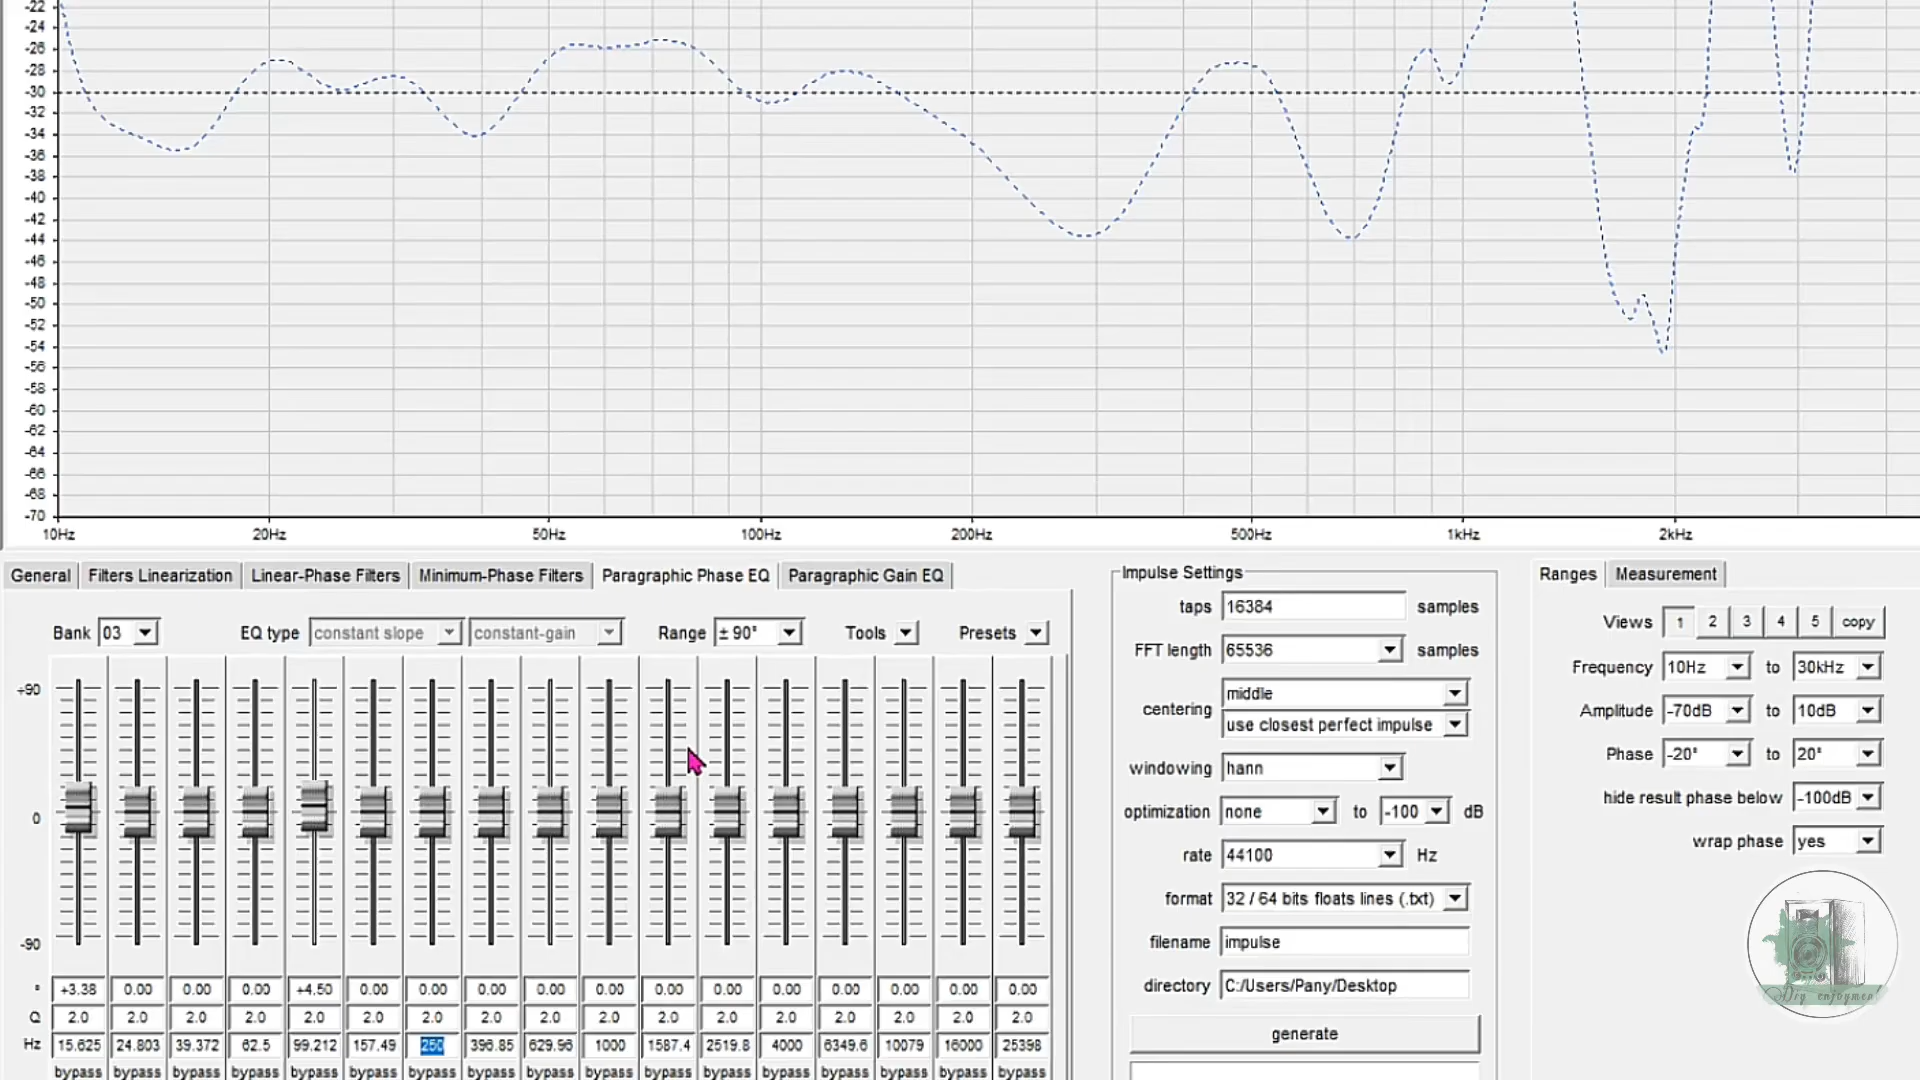 -22
-24
-26
-28
-30
-32
-34
-36
-38
-40
-42
-44
-46
-48
-50
-52
-54
-56
-58
-60
-62
-64
-66
-68
-70
10Hz 20Hz 50Hz 100Hz 200Hz 500Hz 1kHz 2kHz
General Filters Linearization Linear-Phase Filters Minimum-Phase Filters Paragraphic Phase EQ Paragraphic Gain EQ
Bank 03 EQ type constant slope constant-gain Range ± 90° Tools Presets
+90
0
-90
° +3.38 0.00 0.00 0.00 +4.50 0.00 0.00 0.00 0.00 0.00 0.00 0.00 0.00 0.00 0.00 0.00 0.00
Q 2.0 2.0 2.0 2.0 2.0 2.0 2.0 2.0 2.0 2.0 2.0 2.0 2.0 2.0 2.0 2.0 2.0
Hz 15.625 24.803 39.372 62.5 99.212 157.49 250 396.85 629.96 1000 1587.4 2519.8 4000 6349.6 10079 16000 25398
bypass bypass bypass bypass bypass bypass bypass bypass bypass bypass bypass bypass bypass bypass bypass bypass bypass
Impulse Settings
taps 16384 samples
FFT length 65536 samples
centering middle
use closest perfect impulse
windowing hann
optimization none to -100 dB
rate 44100 Hz
format 32 / 64 bits floats lines (.txt)
filename impulse
directory C:/Users/Pany/Desktop
generate
Ranges Measurement
Views 1 2 3 4 5 copy
Frequency 10Hz to 30kHz
Amplitude -70dB to 10dB
Phase -20° to 20°
hide result phase below -100dB
wrap phase yes
Diy enjoyment